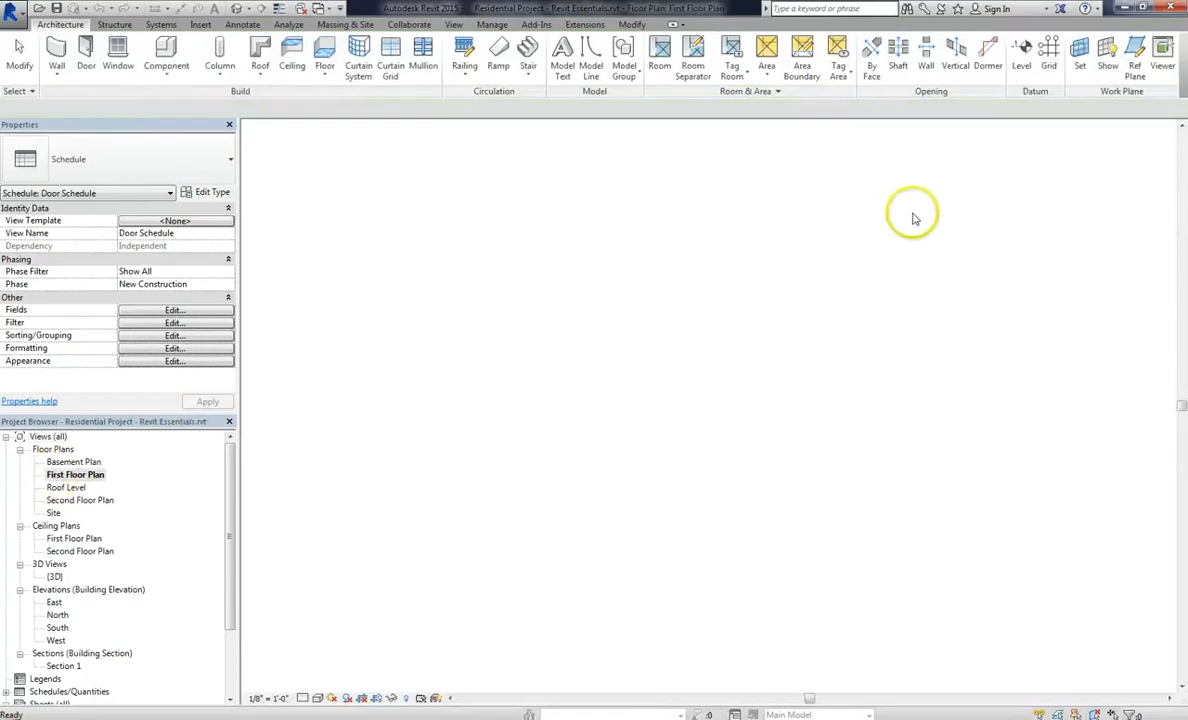 Autodesk Revit 2015 - Residential Project - Revit Essentials.rvt - Floor Plan: First Floor Plan
Type a keyword or phrase
Sign In
Architecture Structure Systems Insert Annotate Analyze Massing & Site Collaborate View Manage Add-Ins Extensions Modify
Modify Wall Door Window Component Column Roof Ceiling Floor Curtain System Curtain Grid Mullion Railing Ramp Stair Model Text Model Line Model Group Room Room Separator Tag Room Area Area Boundary Tag Area By Face Shaft Wall Vertical Dormer Level Grid Set Show Ref Plane Viewer
Select Build Circulation Model Room & Area Opening Datum Work Plane
Properties
Schedule
Schedule: Door Schedule Edit Type
Identity Data
View Template <None>
View Name Door Schedule
Dependency Independent
Phasing
Phase Filter Show All
Phase New Construction
Other
Fields Edit...
Filter Edit...
Sorting/Grouping Edit...
Formatting Edit...
Appearance Edit...
Properties help Apply
Project Browser - Residential Project - Revit Essentials.rvt
Views (all)
Floor Plans
Basement Plan
First Floor Plan
Roof Level
Second Floor Plan
Site
Ceiling Plans
First Floor Plan
Second Floor Plan
3D Views
{3D}
Elevations (Building Elevation)
East
North
South
West
Sections (Building Section)
Section 1
Legends
Schedules/Quantities
Sheets (all)
1/8" = 1'-0"
Ready :0 Main Model :0